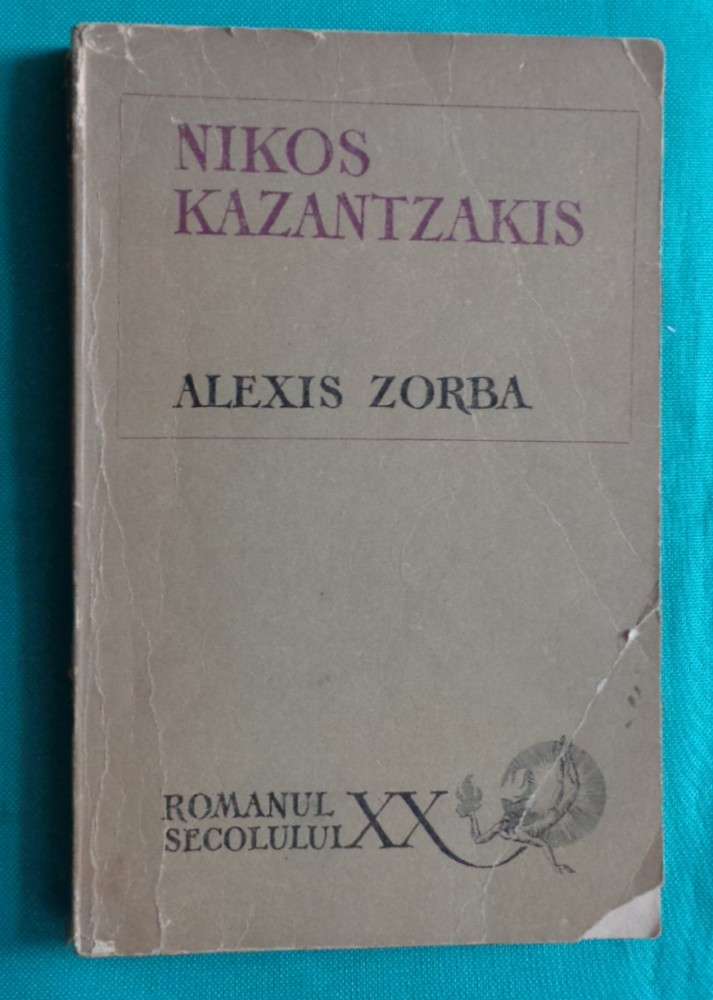 NIKOS
KAZANTZAKIS
ALEXIS ZORBA
ROMANUL
SECOLULUI XX